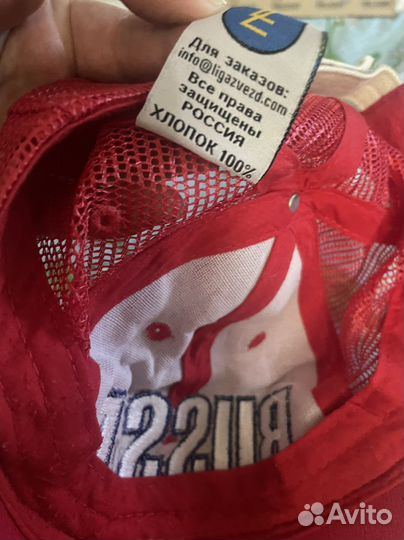 Для заказов:
info@ligazvezd.com
Все права
защищены
РОССИЯ
ХЛОПОК 100%
Avito